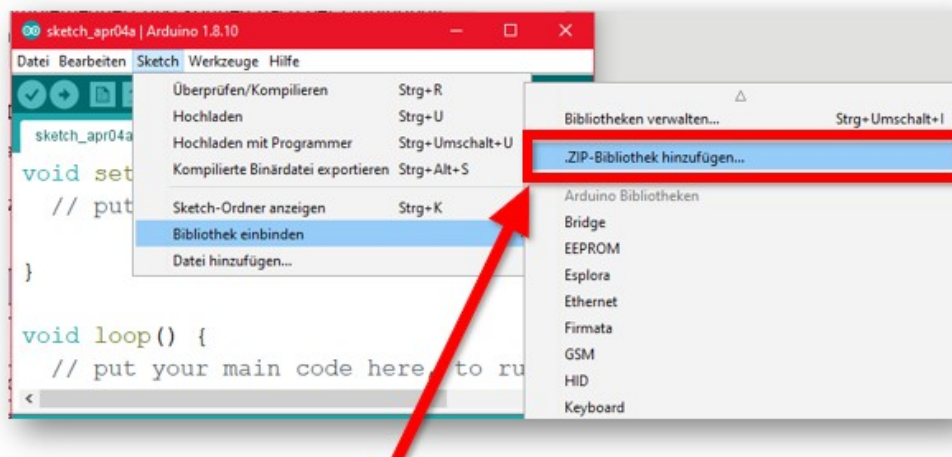 sketch_apr04a | Arduino 1.8.10
Datei Bearbeiten Sketch Werkzeuge Hilfe
Überprüfen/Kompilieren Strg+R
Hochladen Strg+U
Hochladen mit Programmer Strg+Umschalt+U
Kompilierte Binärdatei exportieren Strg+Alt+S
Sketch-Ordner anzeigen Strg+K
Bibliothek einbinden
Datei hinzufügen...
Bibliotheken verwalten... Strg+Umschalt+I
.ZIP-Bibliothek hinzufügen...
Arduino Bibliotheken
Bridge
EEPROM
Esplora
Ethernet
Firmata
GSM
HID
Keyboard
sketch_apr04a
void set
// put
}
void loop() {
// put your main code here, to ru